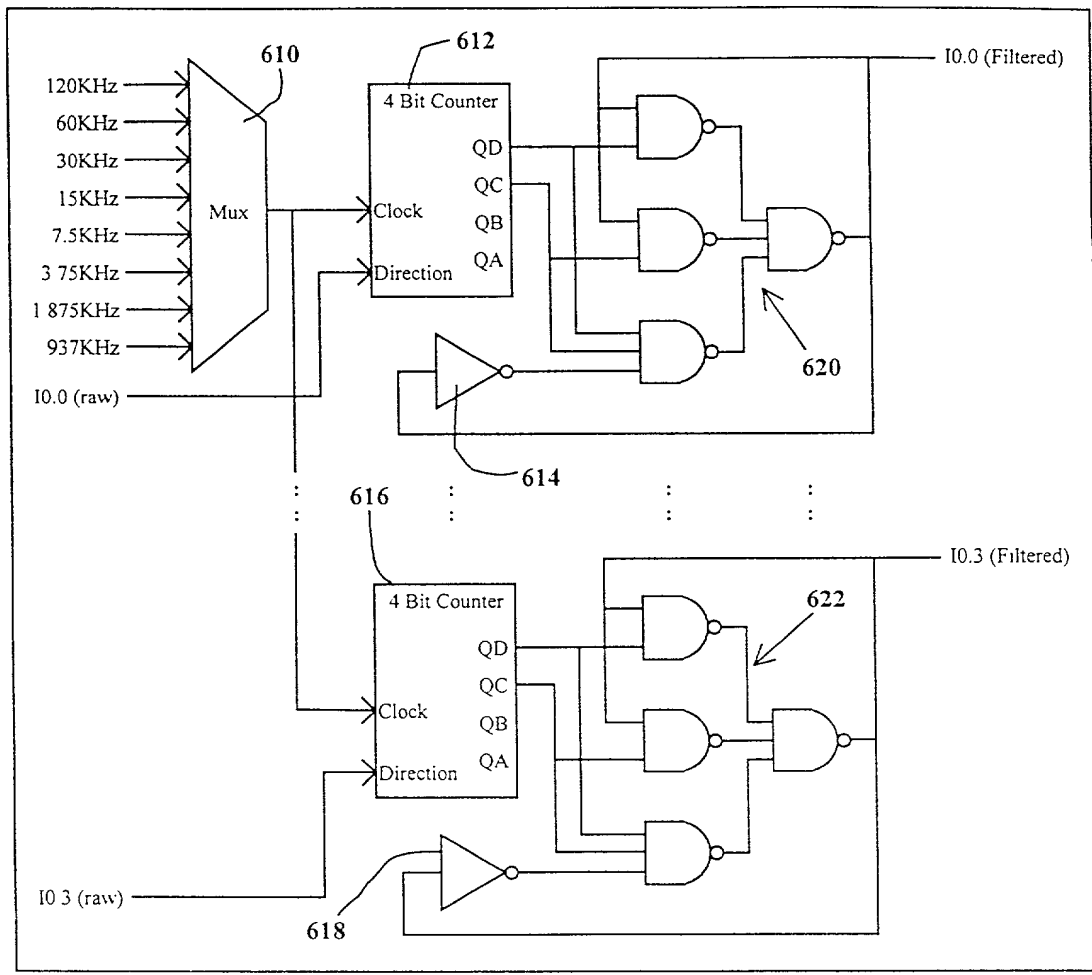 610
612
120KHz
60KHz
30KHz
15KHz
7.5KHz
3 75KHz
1 875KHz
937KHz
I0.0 (raw)
Mux
4 Bit Counter
QD
QC
QB
QA
Clock
Direction
I0.0 (Filtered)
620
614
616
4 Bit Counter
QD
QC
QB
QA
Clock
Direction
I0.3 (Filtered)
622
618
I0 3 (raw)